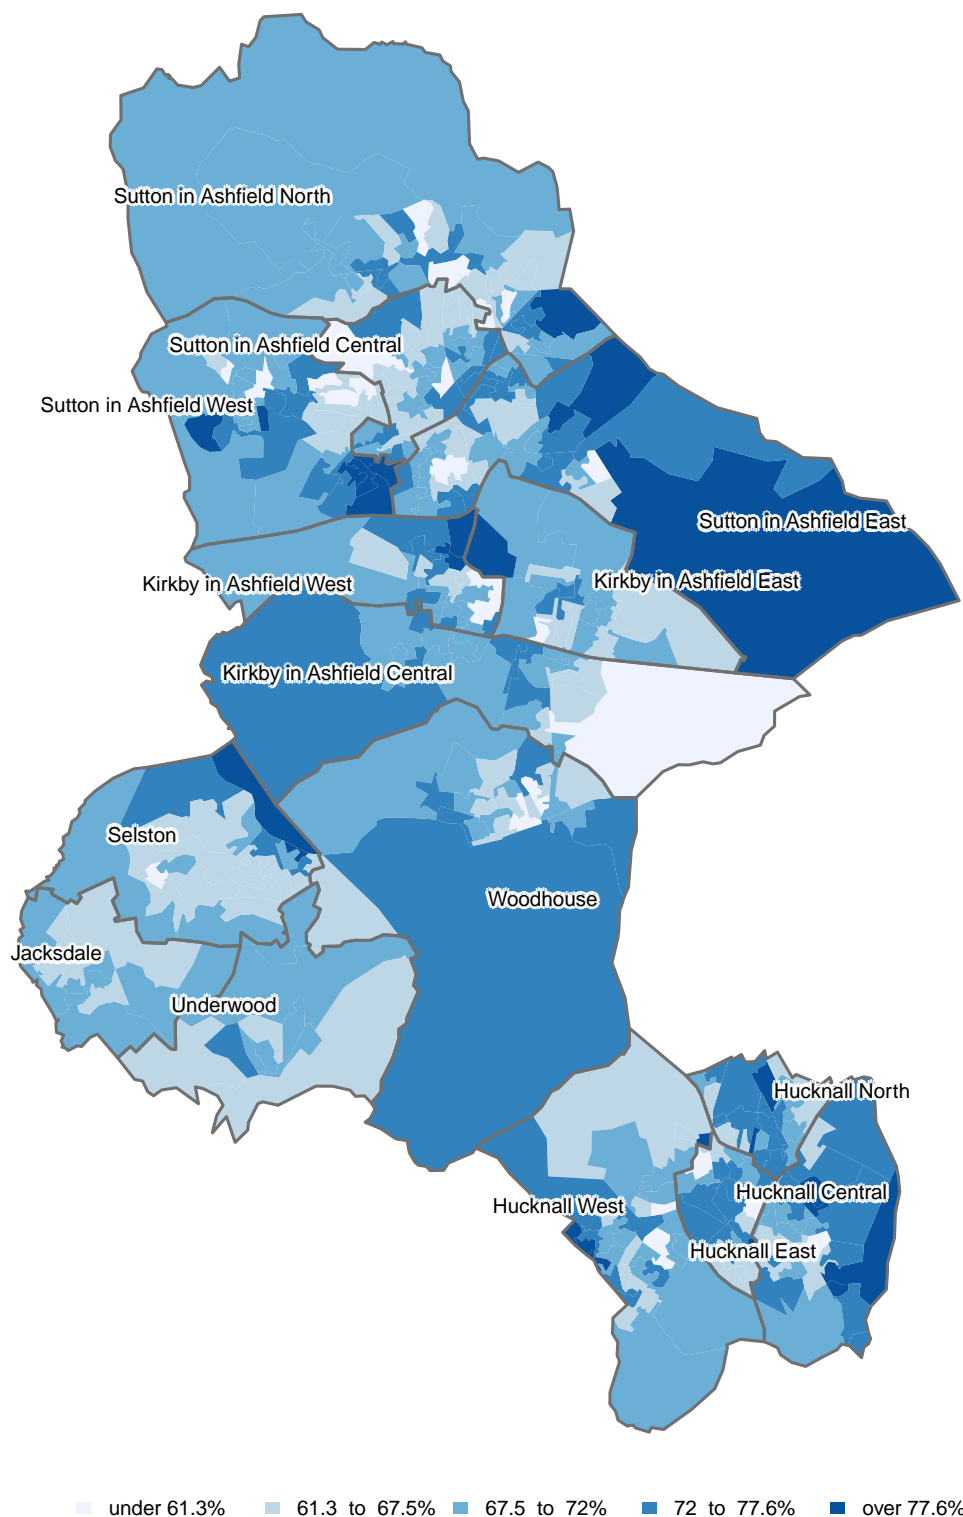 Sutton in Ashfield North
Sutton in Ashfield Central
Sutton in Ashfield West
Sutton in Ashfield East
Kirkby in Ashfield East
Kirkby in Ashfield West
Kirkby in Ashfield Central
Selston
Woodhouse
Jacksdale
Underwood
Hucknall North
Hucknall Central
Hucknall West
Hucknall East
under 61.3% 61.3 to 67.5% 67.5 to 72% 72 to 77.6% over 77.6%